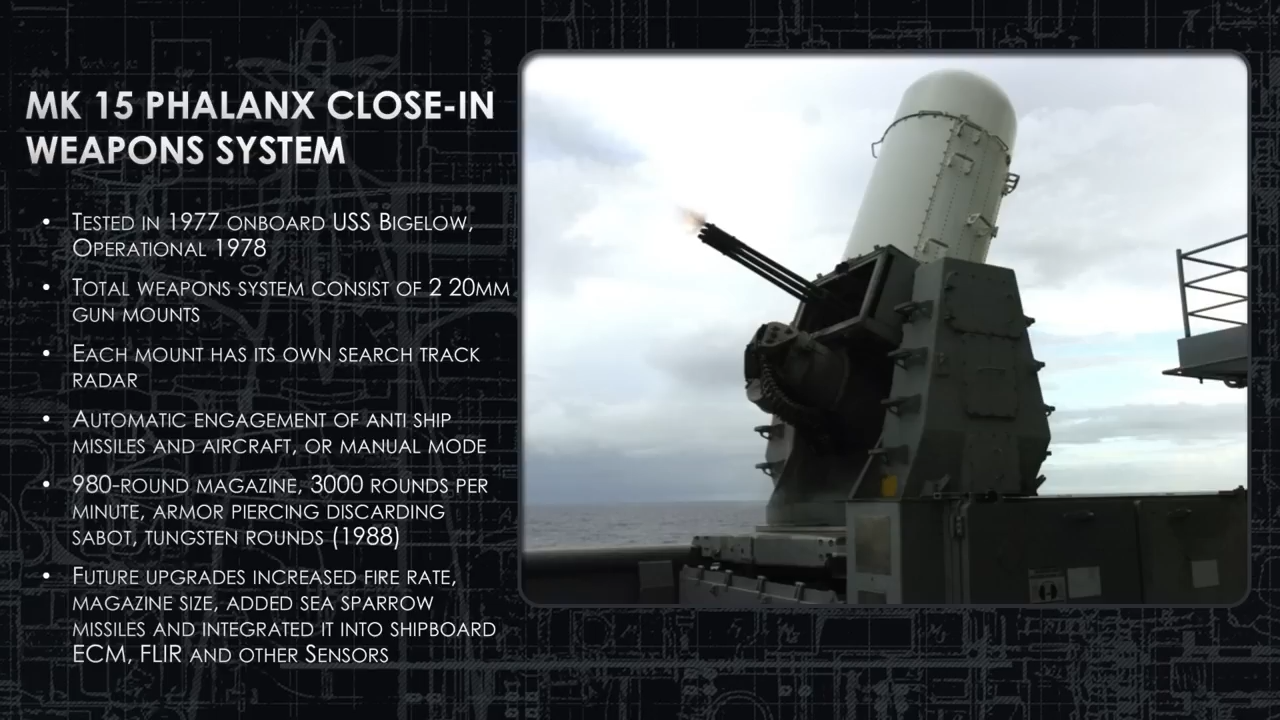 MK 15 PHALANX CLOSE-IN
WEAPONS SYSTEM
• TESTED IN 1977 ONBOARD USS BIGELOW,
OPERATIONAL 1978
• TOTAL WEAPONS SYSTEM CONSIST OF 2 20MM
GUN MOUNTS
• EACH MOUNT HAS ITS OWN SEARCH TRACK
RADAR
• AUTOMATIC ENGAGEMENT OF ANTI SHIP
MISSILES AND AIRCRAFT, OR MANUAL MODE
• 980-ROUND MAGAZINE, 3000 ROUNDS PER
MINUTE, ARMOR PIERCING DISCARDING
SABOT, TUNGSTEN ROUNDS (1988)
• FUTURE UPGRADES INCREASED FIRE RATE,
MAGAZINE SIZE, ADDED SEA SPARROW
MISSILES AND INTEGRATED IT INTO SHIPBOARD
ECM, FLIR AND OTHER SENSORS